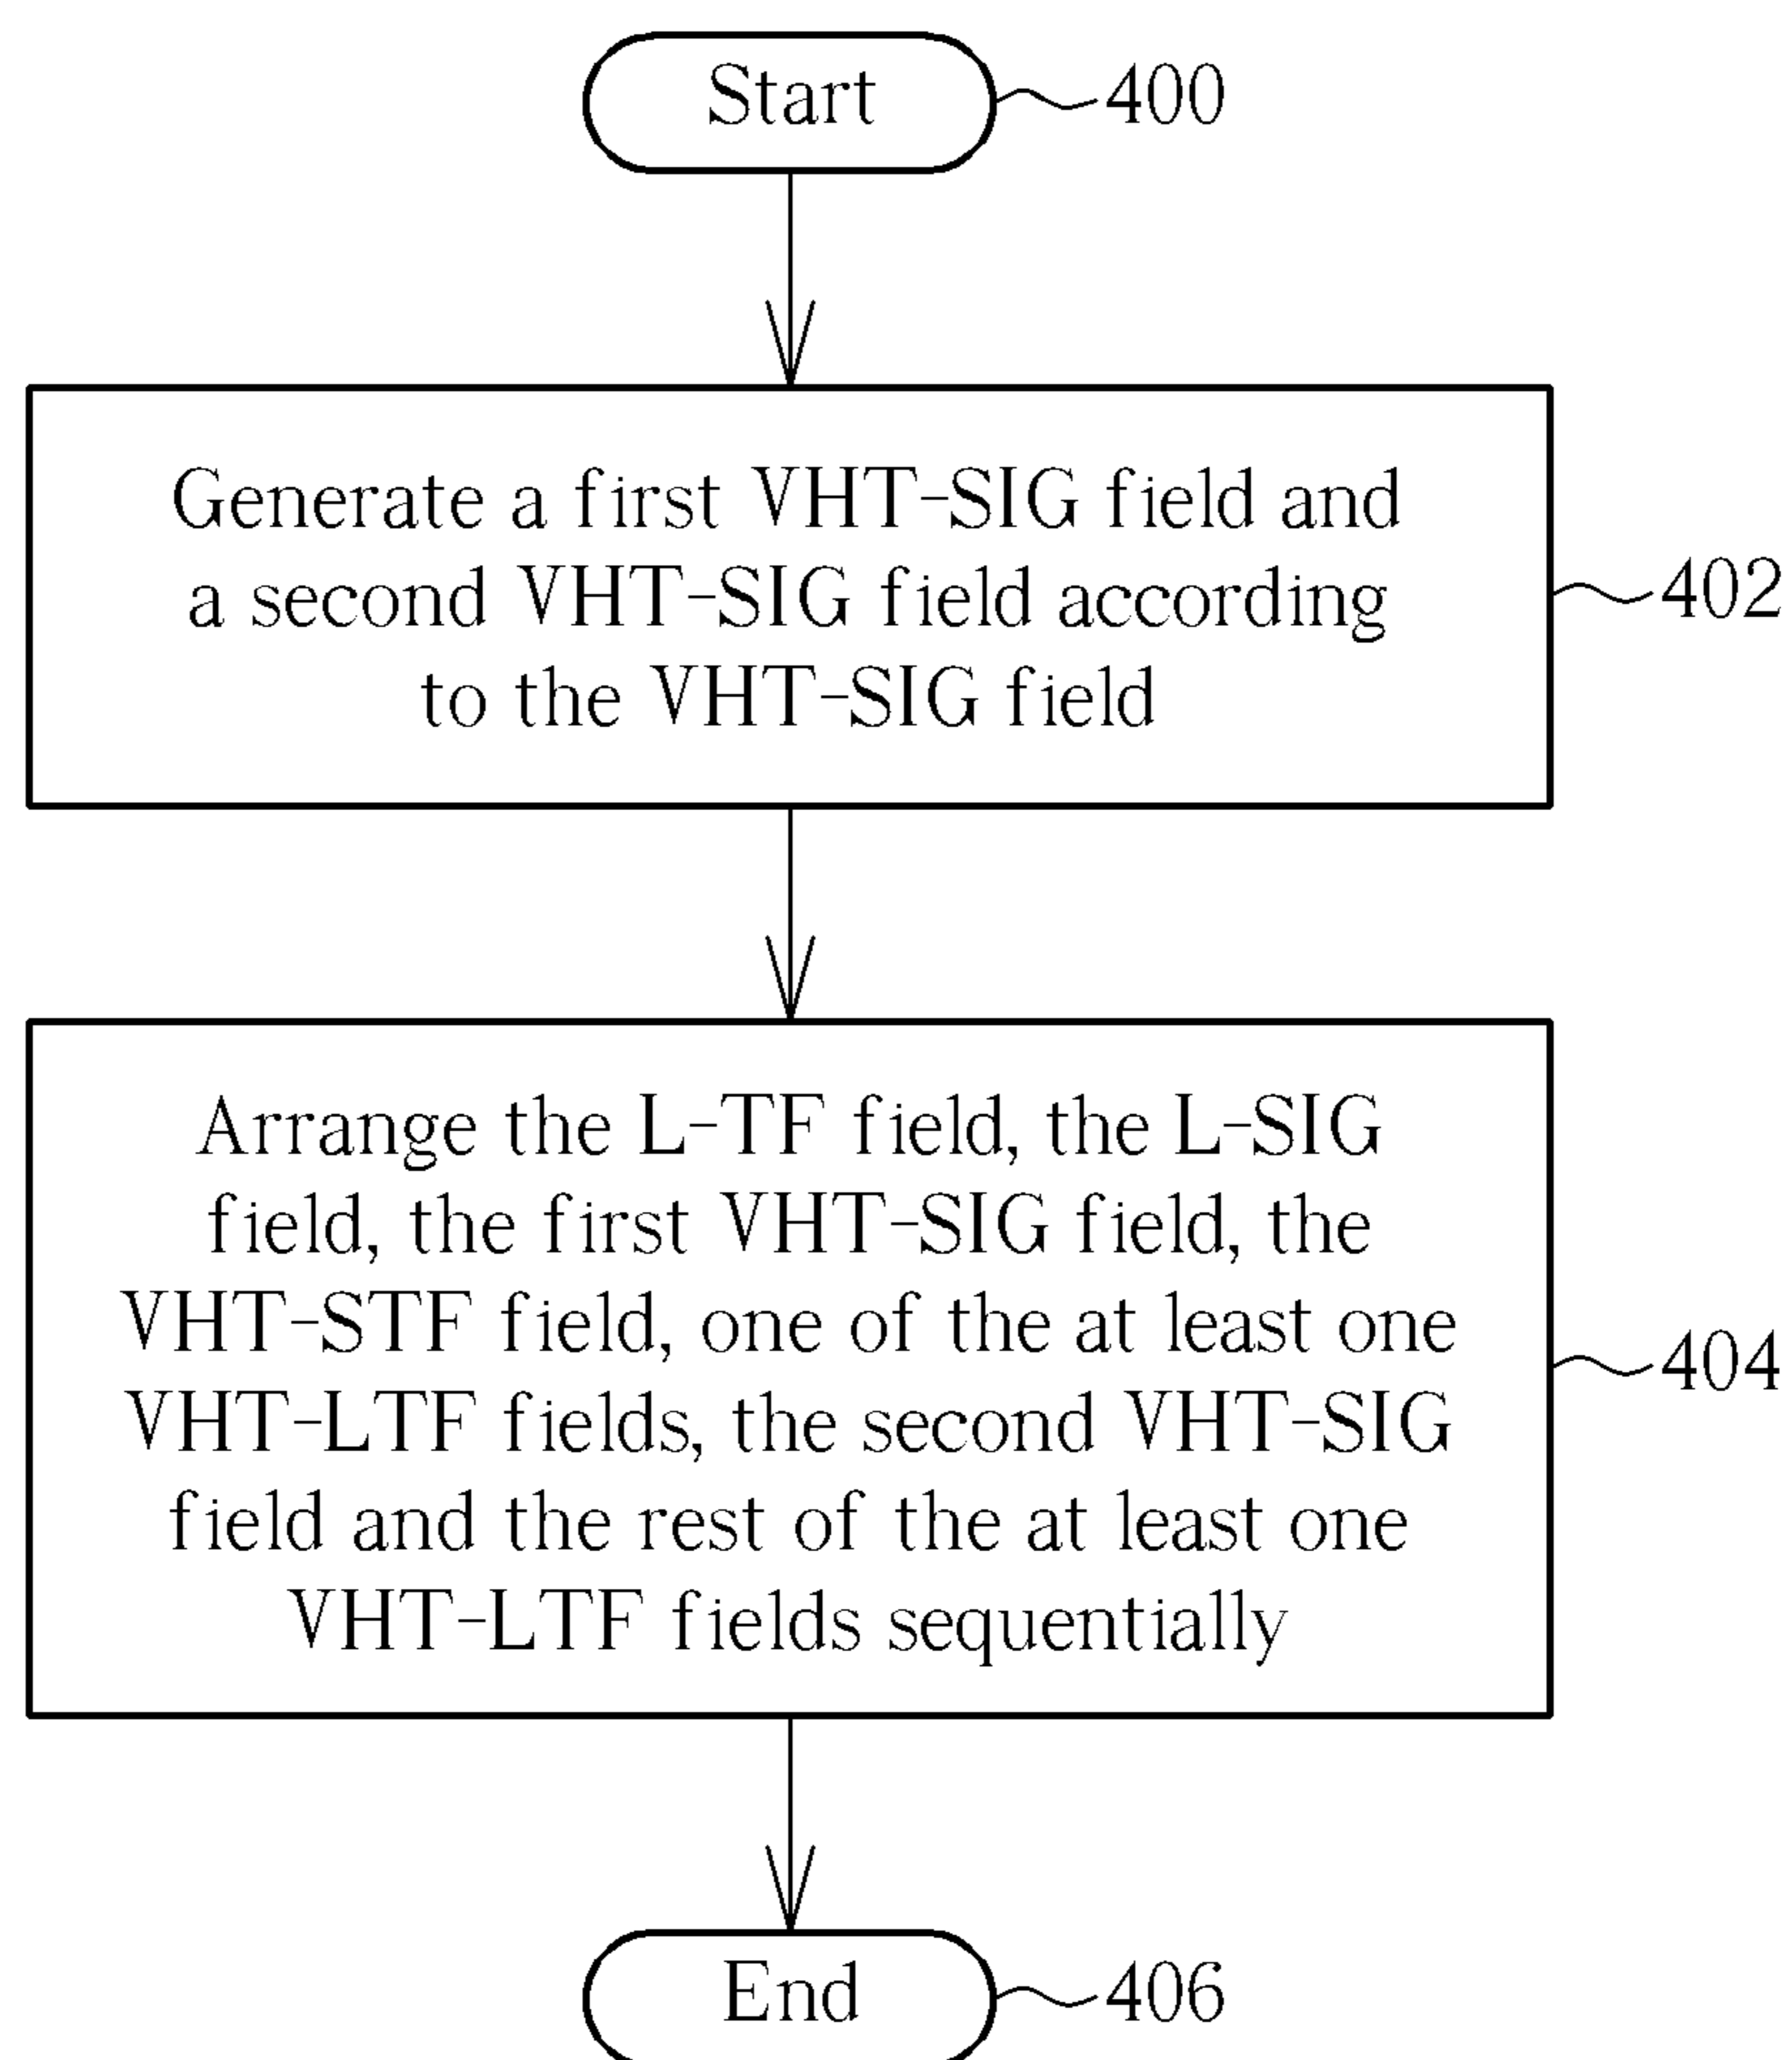 Start
400
Generate a first VHT-SIG field and
a second VHT-SIG field according
to the VHT-SIG field
402
Arrange the L-TF field, the L-SIG
field, the first VHT-SIG field, the
VHT-STF field, one of the at least one
VHT-LTF fields, the second VHT-SIG
field and the rest of the at least one
VHT-LTF fields sequentially
404
End
406